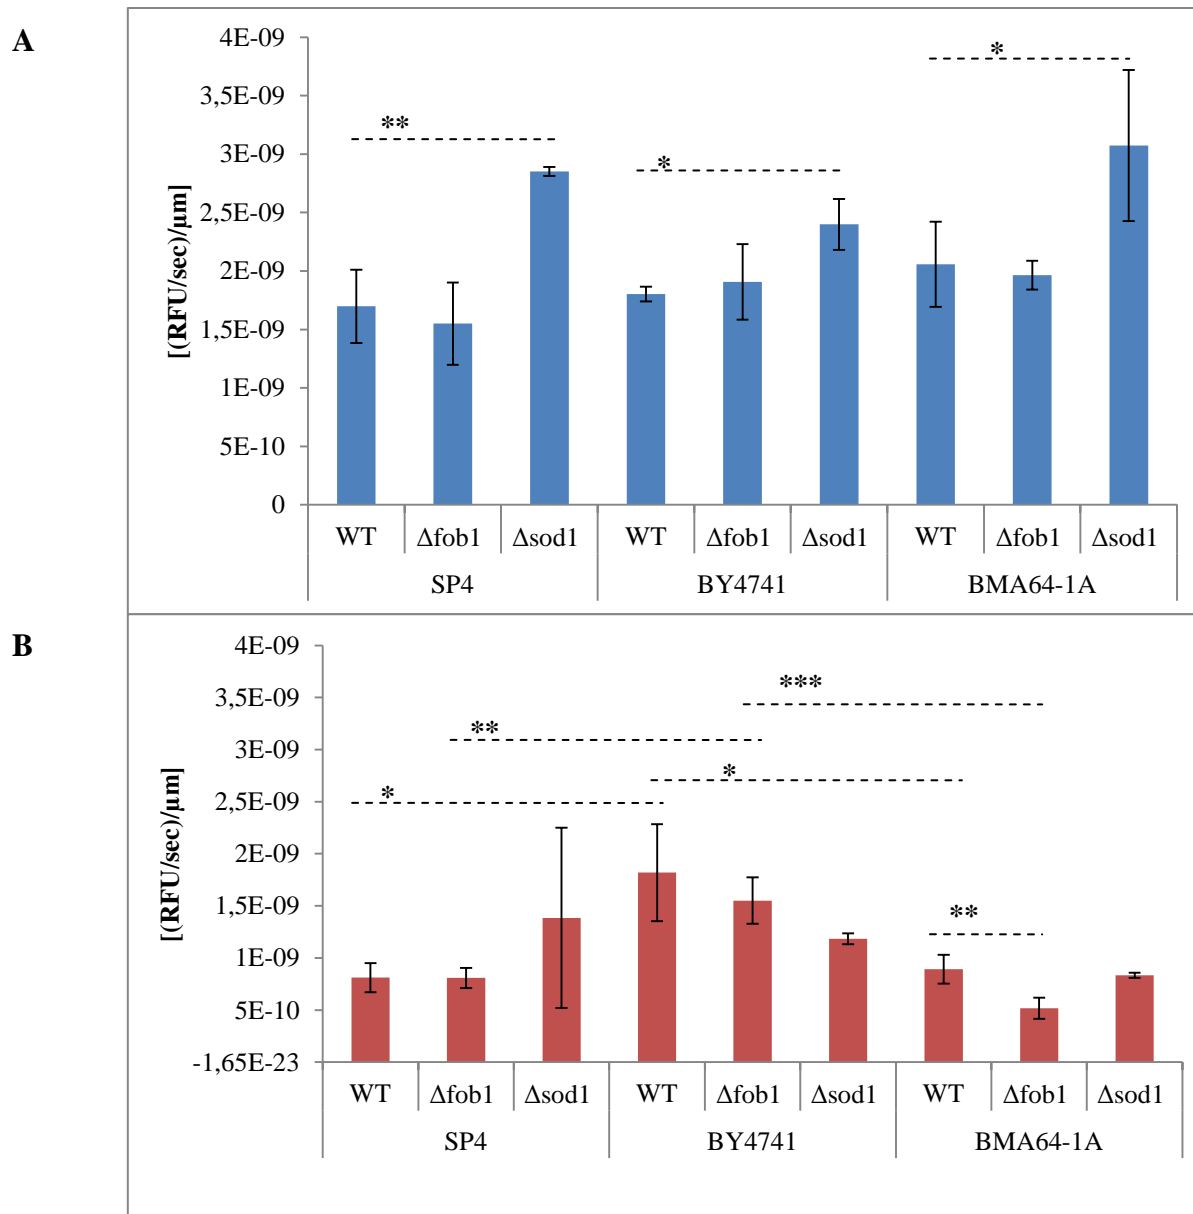 A
[(RFU/sec)/µm]
4E-09
3,5E-09
3E-09
2,5E-09
2E-09
1,5E-09
1E-09
5E-10
0
**
*
*
WT Δfob1 Δsod1 WT Δfob1 Δsod1 WT Δfob1 Δsod1
SP4 BY4741 BMA64-1A
B
[(RFU/sec)/µm]
4E-09
3,5E-09
3E-09
2,5E-09
2E-09
1,5E-09
1E-09
5E-10
-1,65E-23
***
**
*
*
**
WT Δfob1 Δsod1 WT Δfob1 Δsod1 WT Δfob1 Δsod1
SP4 BY4741 BMA64-1A